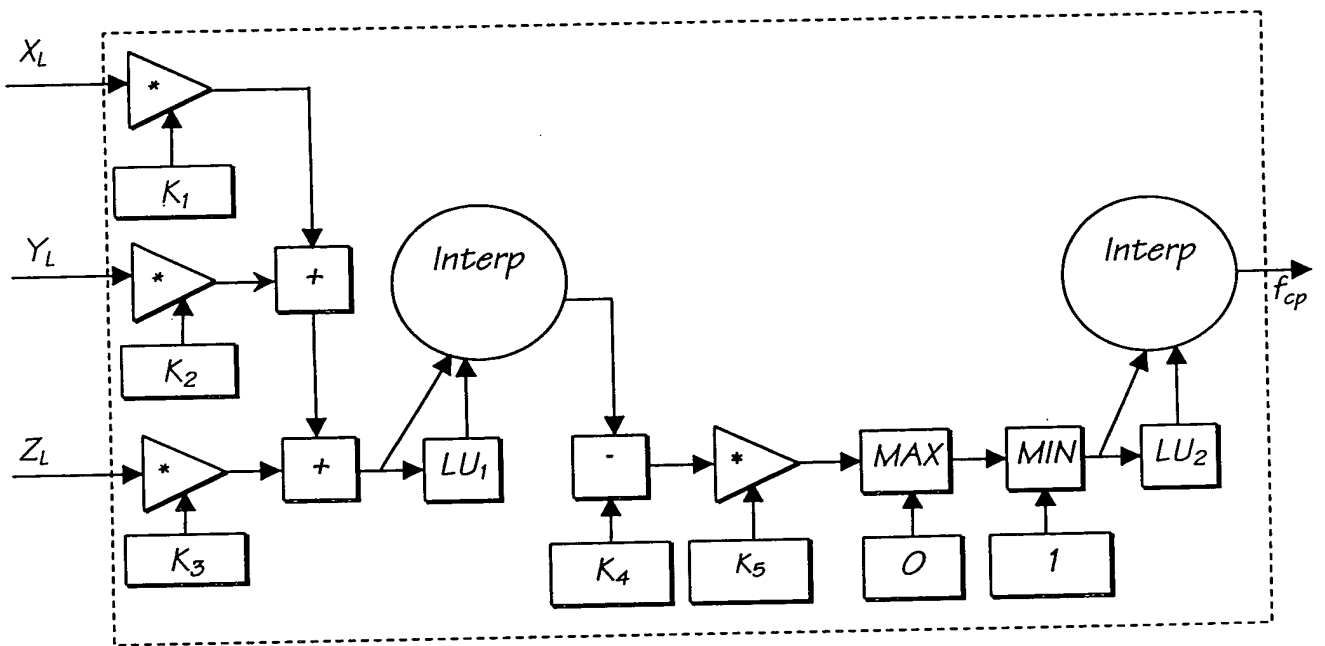 X_L
*
K_1
Y_L
*
+
Interp
Interp
f_cp
K_2
Z_L
*
+
LU_1
-
*
MAX
MIN
LU_2
K_3
K_4
K_5
0
1